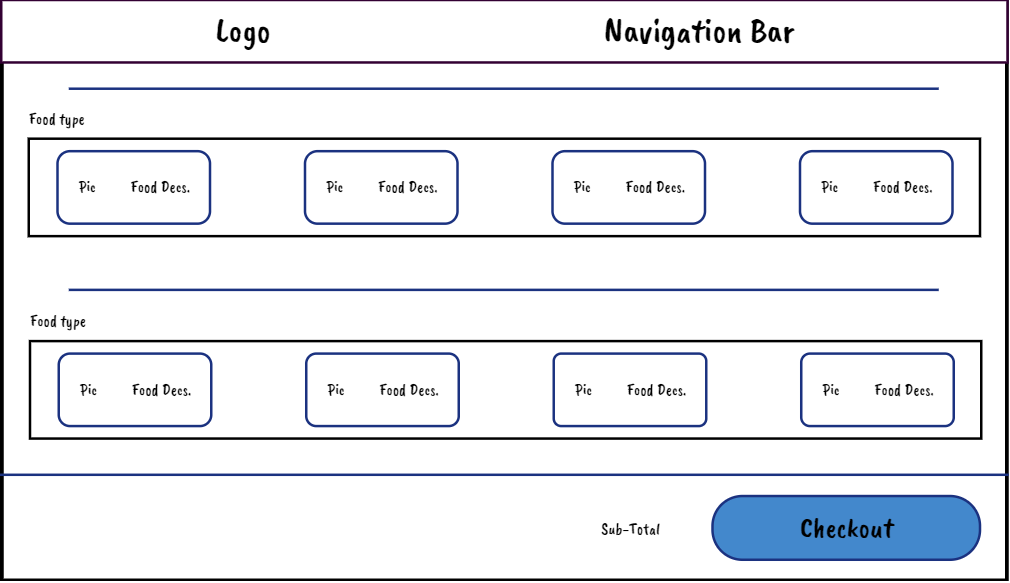 Logo Navigation Bar
Food type
Pic Food Decs. Pic Food Decs. Pic Food Decs. Pic Food Decs.
Food type
Pic Food Decs. Pic Food Decs. Pic Food Decs. Pic Food Decs.
Sub-Total Checkout